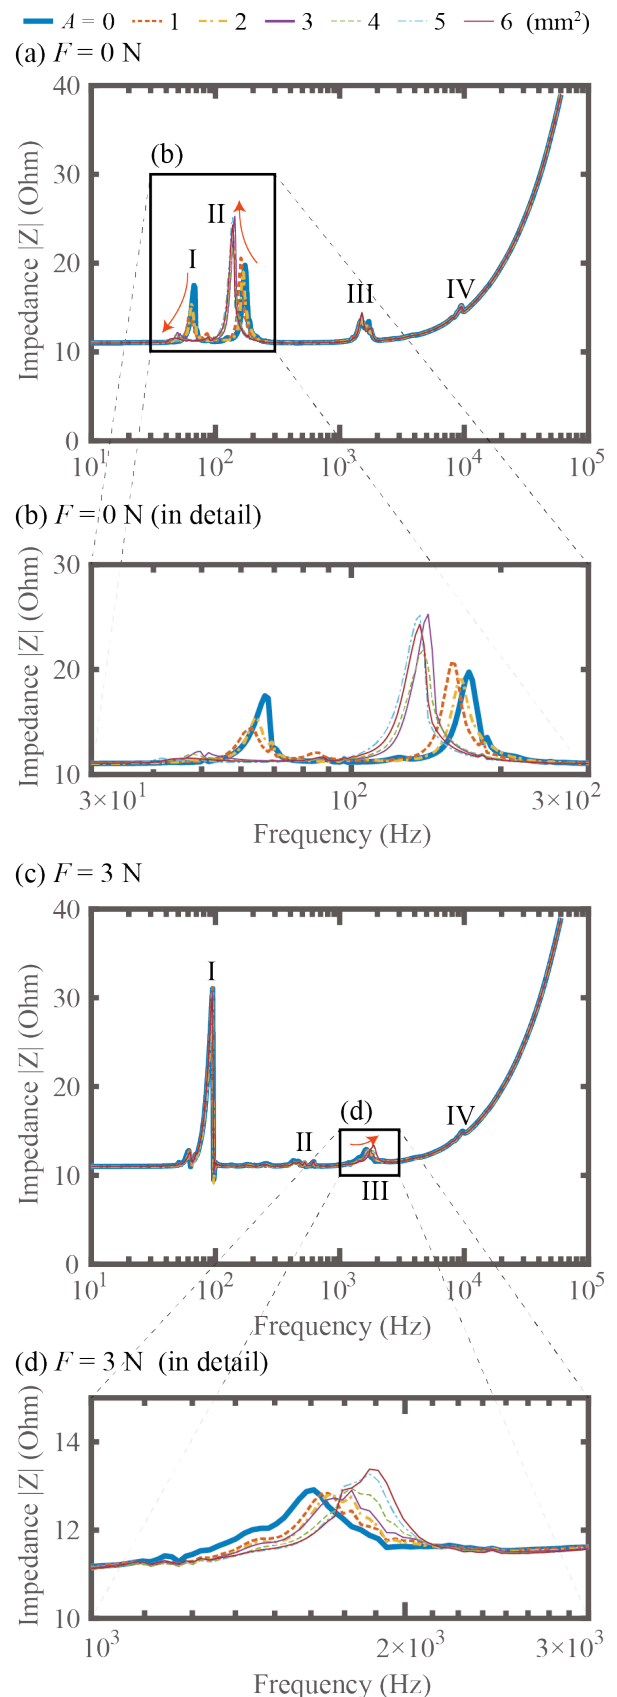 A = 0 1 2 3 4 5 6 (mm²)
(a) F = 0 N
40
30
20
10
0
Impedance |Z| (Ohm)
(b)
I
II
III
IV
10¹ 10² 10³ 10⁴ 10⁵
(b) F = 0 N (in detail)
30
20
10
Impedance |Z| (Ohm)
3×10¹ 10² 3×10²
Frequency (Hz)
(c) F = 3 N
40
30
20
10
0
Impedance |Z| (Ohm)
I
II
(d)
III
IV
10¹ 10² 10³ 10⁴ 10⁵
Frequency (Hz)
(d) F = 3 N (in detail)
14
12
10
Impedance |Z| (Ohm)
10³ 2×10³ 3×10³
Frequency (Hz)